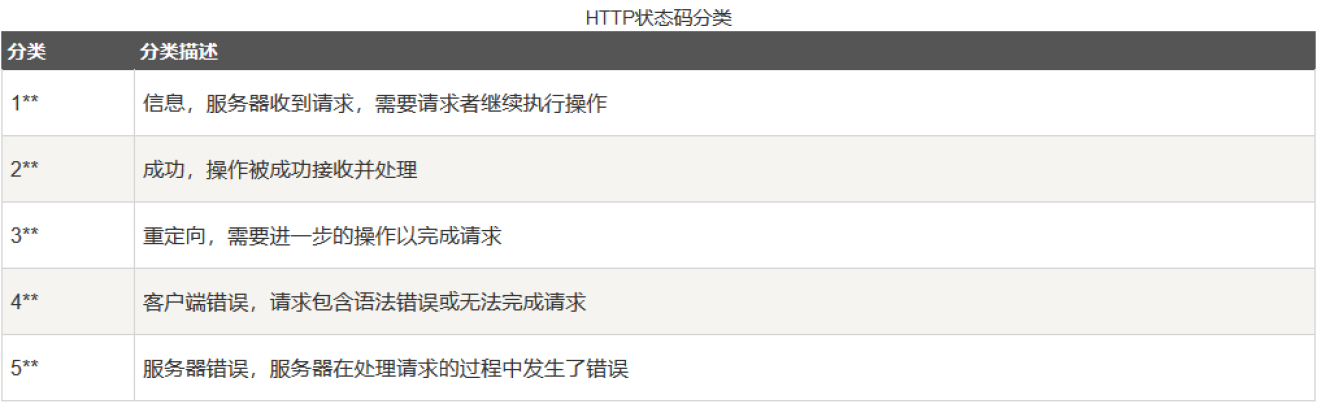 HTTP状态码分类
分类 分类描述
1** 信息，服务器收到请求，需要请求者继续执行操作
2** 成功，操作被成功接收并处理
3** 重定向，需要进一步的操作以完成请求
4** 客户端错误，请求包含语法错误或无法完成请求
5** 服务器错误，服务器在处理请求的过程中发生了错误